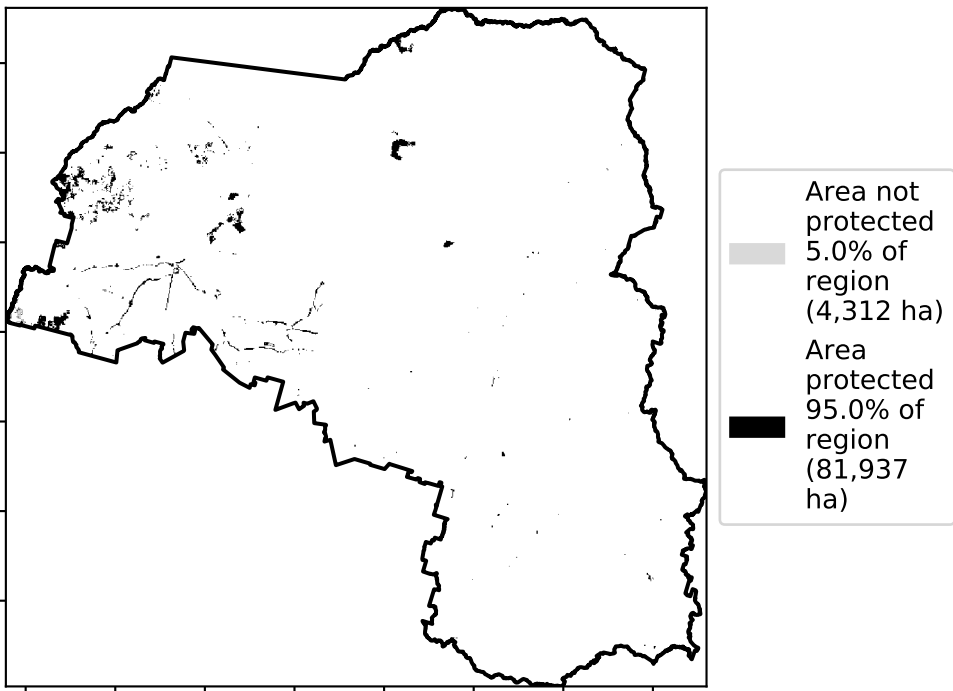 Area not
protected
5.0% of
region
(4,312 ha)
Area
protected
95.0% of
region
(81,937
ha)